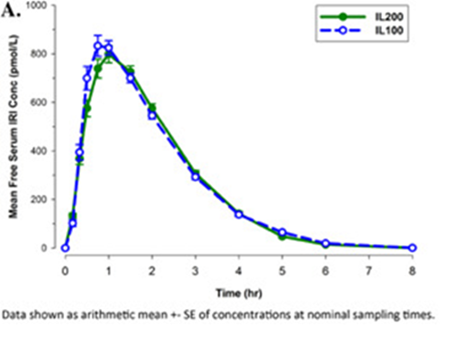 A.
IL200
IL100
Mean Free Serum IRI Conc (pmol/L)
1000
800
600
400
200
0
0 1 2 3 4 5 6 7 8
Time (hr)
Data shown as arithmetic mean +- SE of concentrations at nominal sampling times.